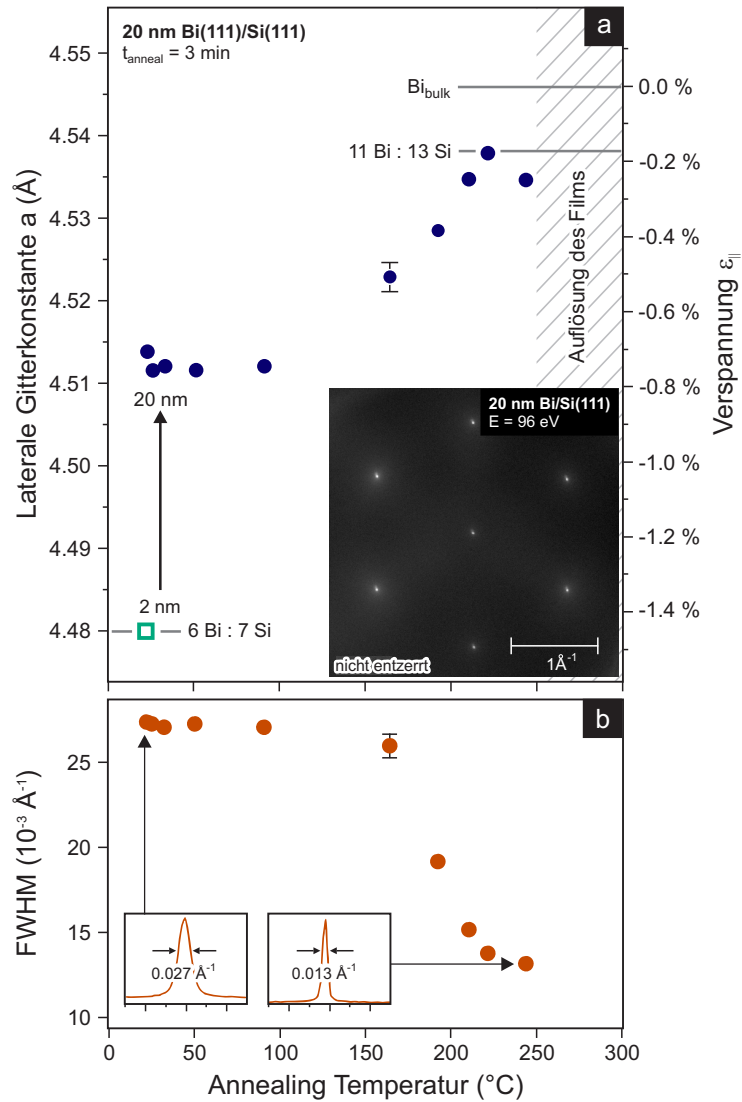 20 nm Bi(111)/Si(111)
t_anneal = 3 min
a
Laterale Gitterkonstante a (Å)
4.55
4.54
4.53
4.52
4.51
4.50
4.49
4.48
Bi_bulk
11 Bi : 13 Si
Auflösung des Films
0.0 %
-0.2 %
-0.4 %
-0.6 %
-0.8 %
-1.0 %
-1.2 %
-1.4 %
Verspannung ε_||
20 nm
2 nm
6 Bi : 7 Si
20 nm Bi/Si(111)
E = 96 eV
nicht entzerrt
1Å⁻¹
b
FWHM (10⁻³ Å⁻¹)
25
20
15
10
0.027 Å⁻¹
0.013 Å⁻¹
0 50 100 150 200 250 300
Annealing Temperatur (°C)